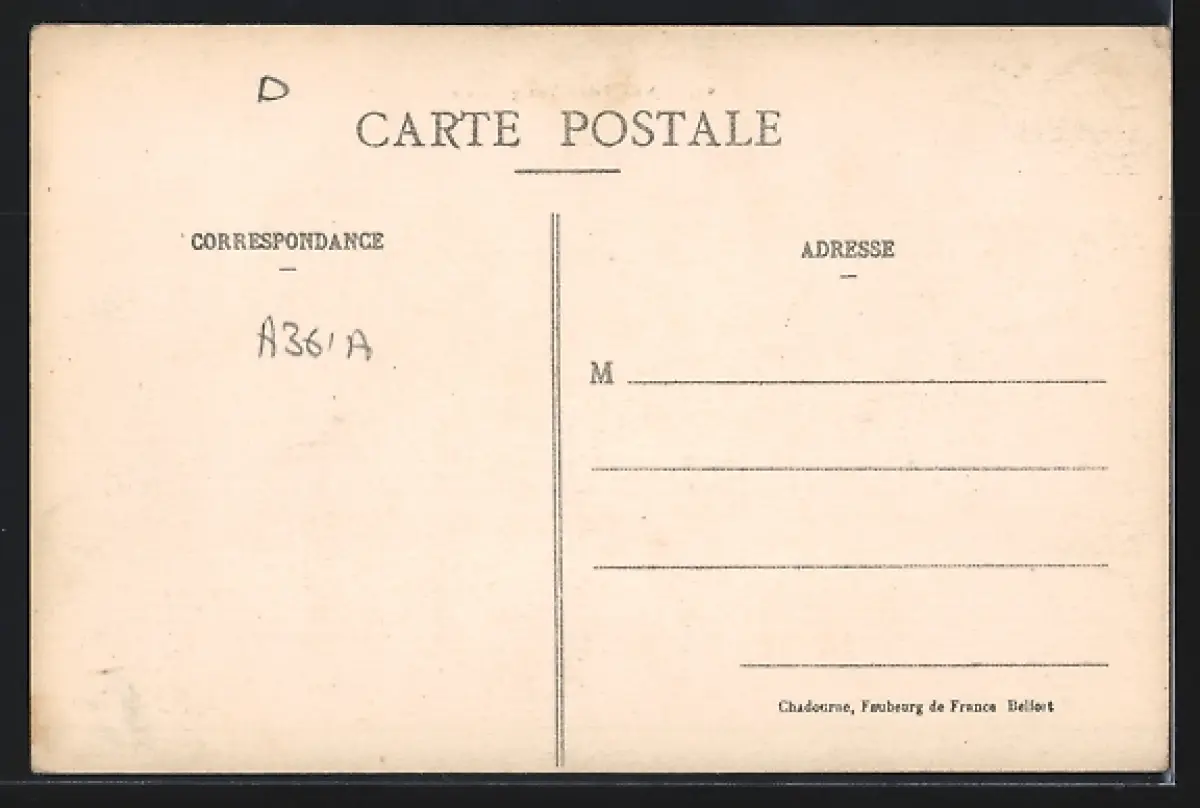 D
CARTE POSTALE
CORRESPONDANCE
ADRESSE
A361A
M
Chadourne, Faubourg de France Belfort